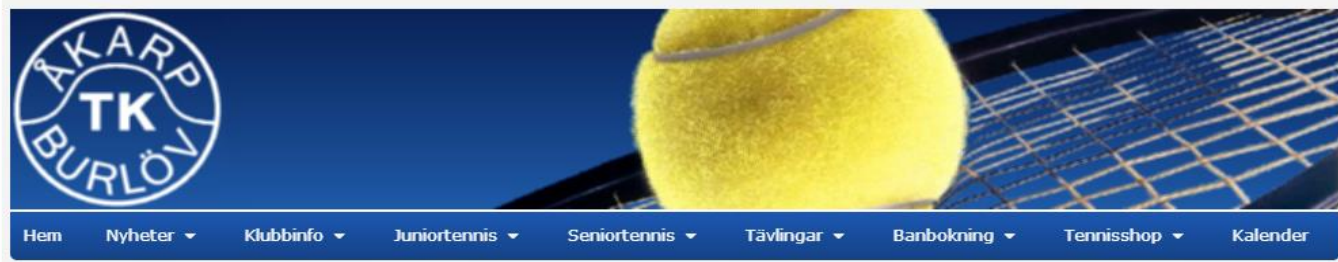 ÅKARP
TK
BURLÖV
Hem Nyheter Klubbinfo Juniortennis Seniortennis Tävlingar Banbokning Tennisshop Kalender